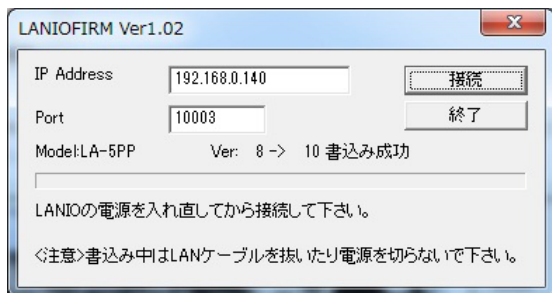 LANIOFIRM Ver1.02
IP Address 192.168.0.140 接続
Port 10003 終了
Model:LA-5PP Ver: 8 -> 10 書込み成功
LANIOの電源を入れ直してから接続して下さい。
<注意>書込み中はLANケーブルを抜いたり電源を切らないで下さい。